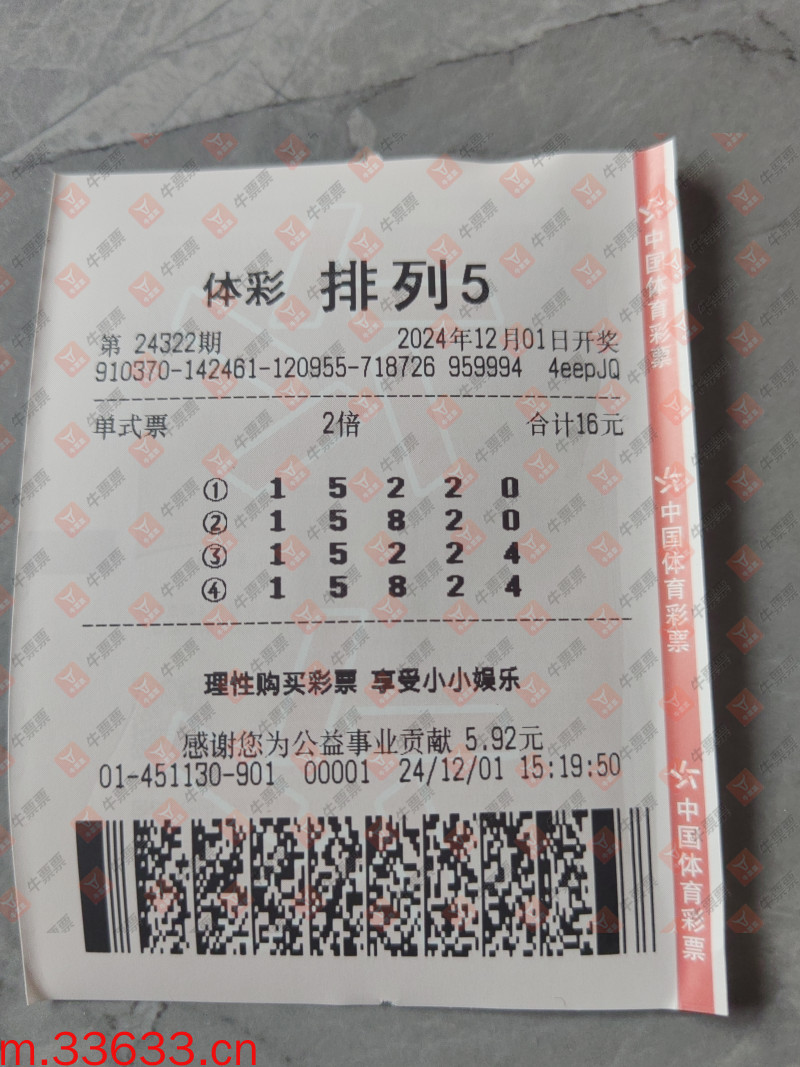 体彩 排列5
第 24322期 2024年12月01日开奖
910370-142461-120955-718726 959994 4eepJQ
单式票 2倍 合计16元
① 1 5 2 2 0
② 1 5 8 2 0
③ 1 5 2 2 4
④ 1 5 8 2 4
理性购买彩票 享受小小娱乐
感谢您为公益事业贡献 5.92元
01-451130-901 00001 24/12/01 15:19:50
中国体育彩票
中国体育彩票
中国体育彩票
牛票票
m.33633.cn